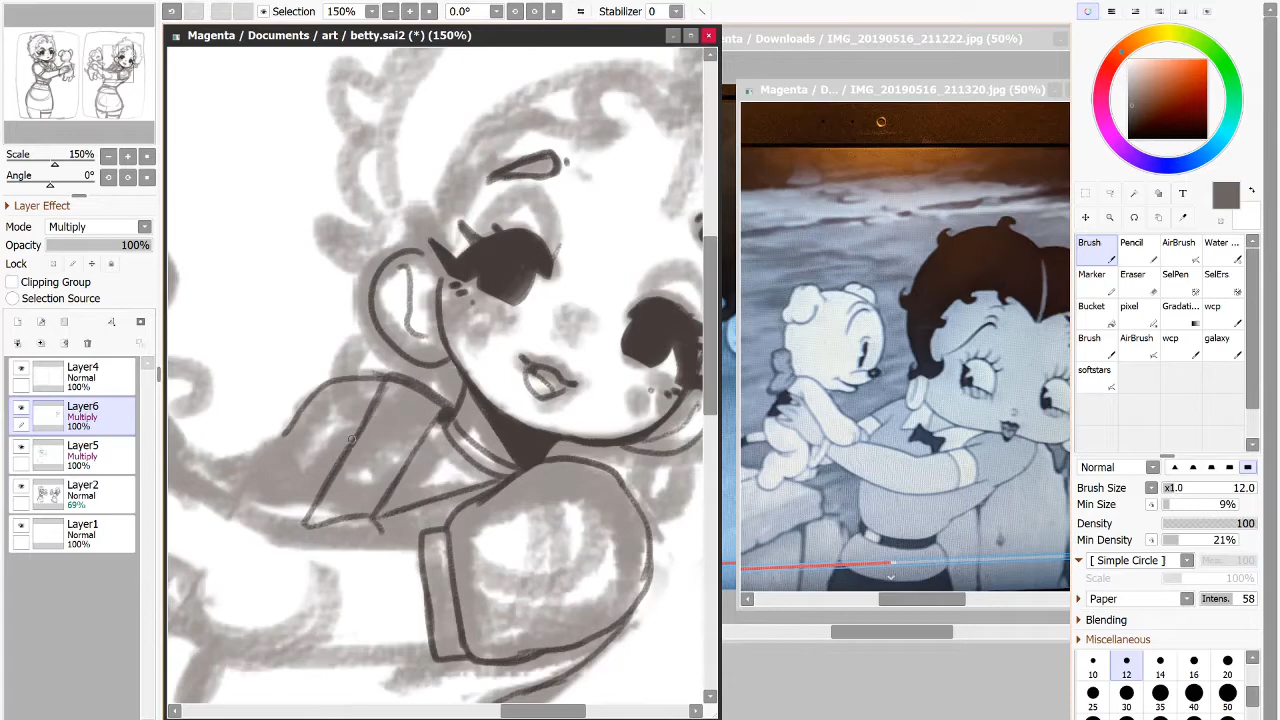 Selection 150% 0.0° Stabilizer 0
Magenta / Documents / art / betty.sai2 (*) (150%)
enta / Downloads / IMG_20190516_211222.jpg (50%)
Magenta / D... / IMG_20190516_211320.jpg (50%)
Scale 150%
Angle 0°
Layer Effect
Mode Multiply
Opacity 100%
Lock
Clipping Group
Selection Source
Layer4
Normal
100%
Layer6
Multiply
100%
Layer5
Multiply
100%
Layer2
Normal
69%
Layer1
Normal
100%
T
Brush Pencil AirBrush Water ...
Marker Eraser SelPen SelErs
Bucket pixel Gradati... wcp
Brush AirBrush wcp Brush
softstars
Normal
Brush Size x1.0 12.0
Min Size 9%
Density 100
Min Density 21%
[ Simple Circle ] Mas... 100
Scale 100%
Paper Intens. 58
Blending
Miscellaneous
10 12 14 16 20
25 30 35 40 50